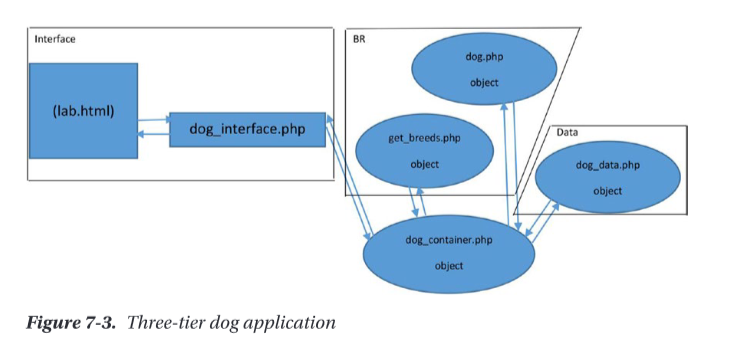 Interface
(lab.html)
dog_interface.php
BR
dog.php
object
get_breeds.php
object
Data
dog_data.php
object
dog_container.php
object
Figure 7-3. Three-tier dog application